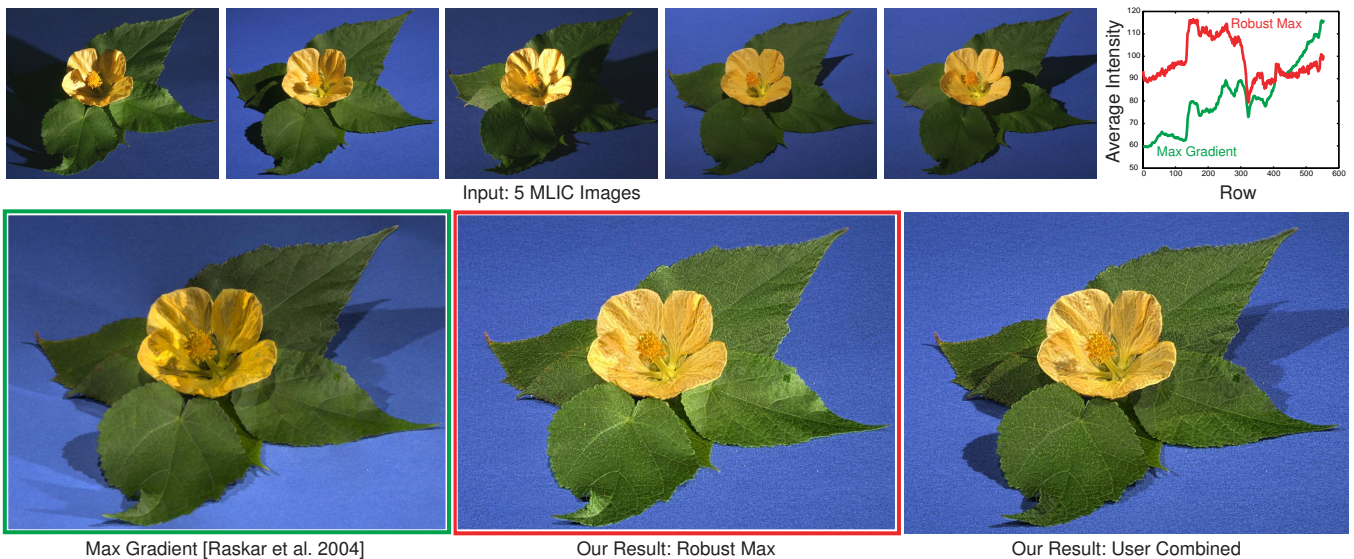 120
110
100
90
80
70
60
50
Average Intensity
Robust Max
Max Gradient
0 100 200 300 400 500 600
Row
Input: 5 MLIC Images
Max Gradient [Raskar et al. 2004]
Our Result: Robust Max
Our Result: User Combined